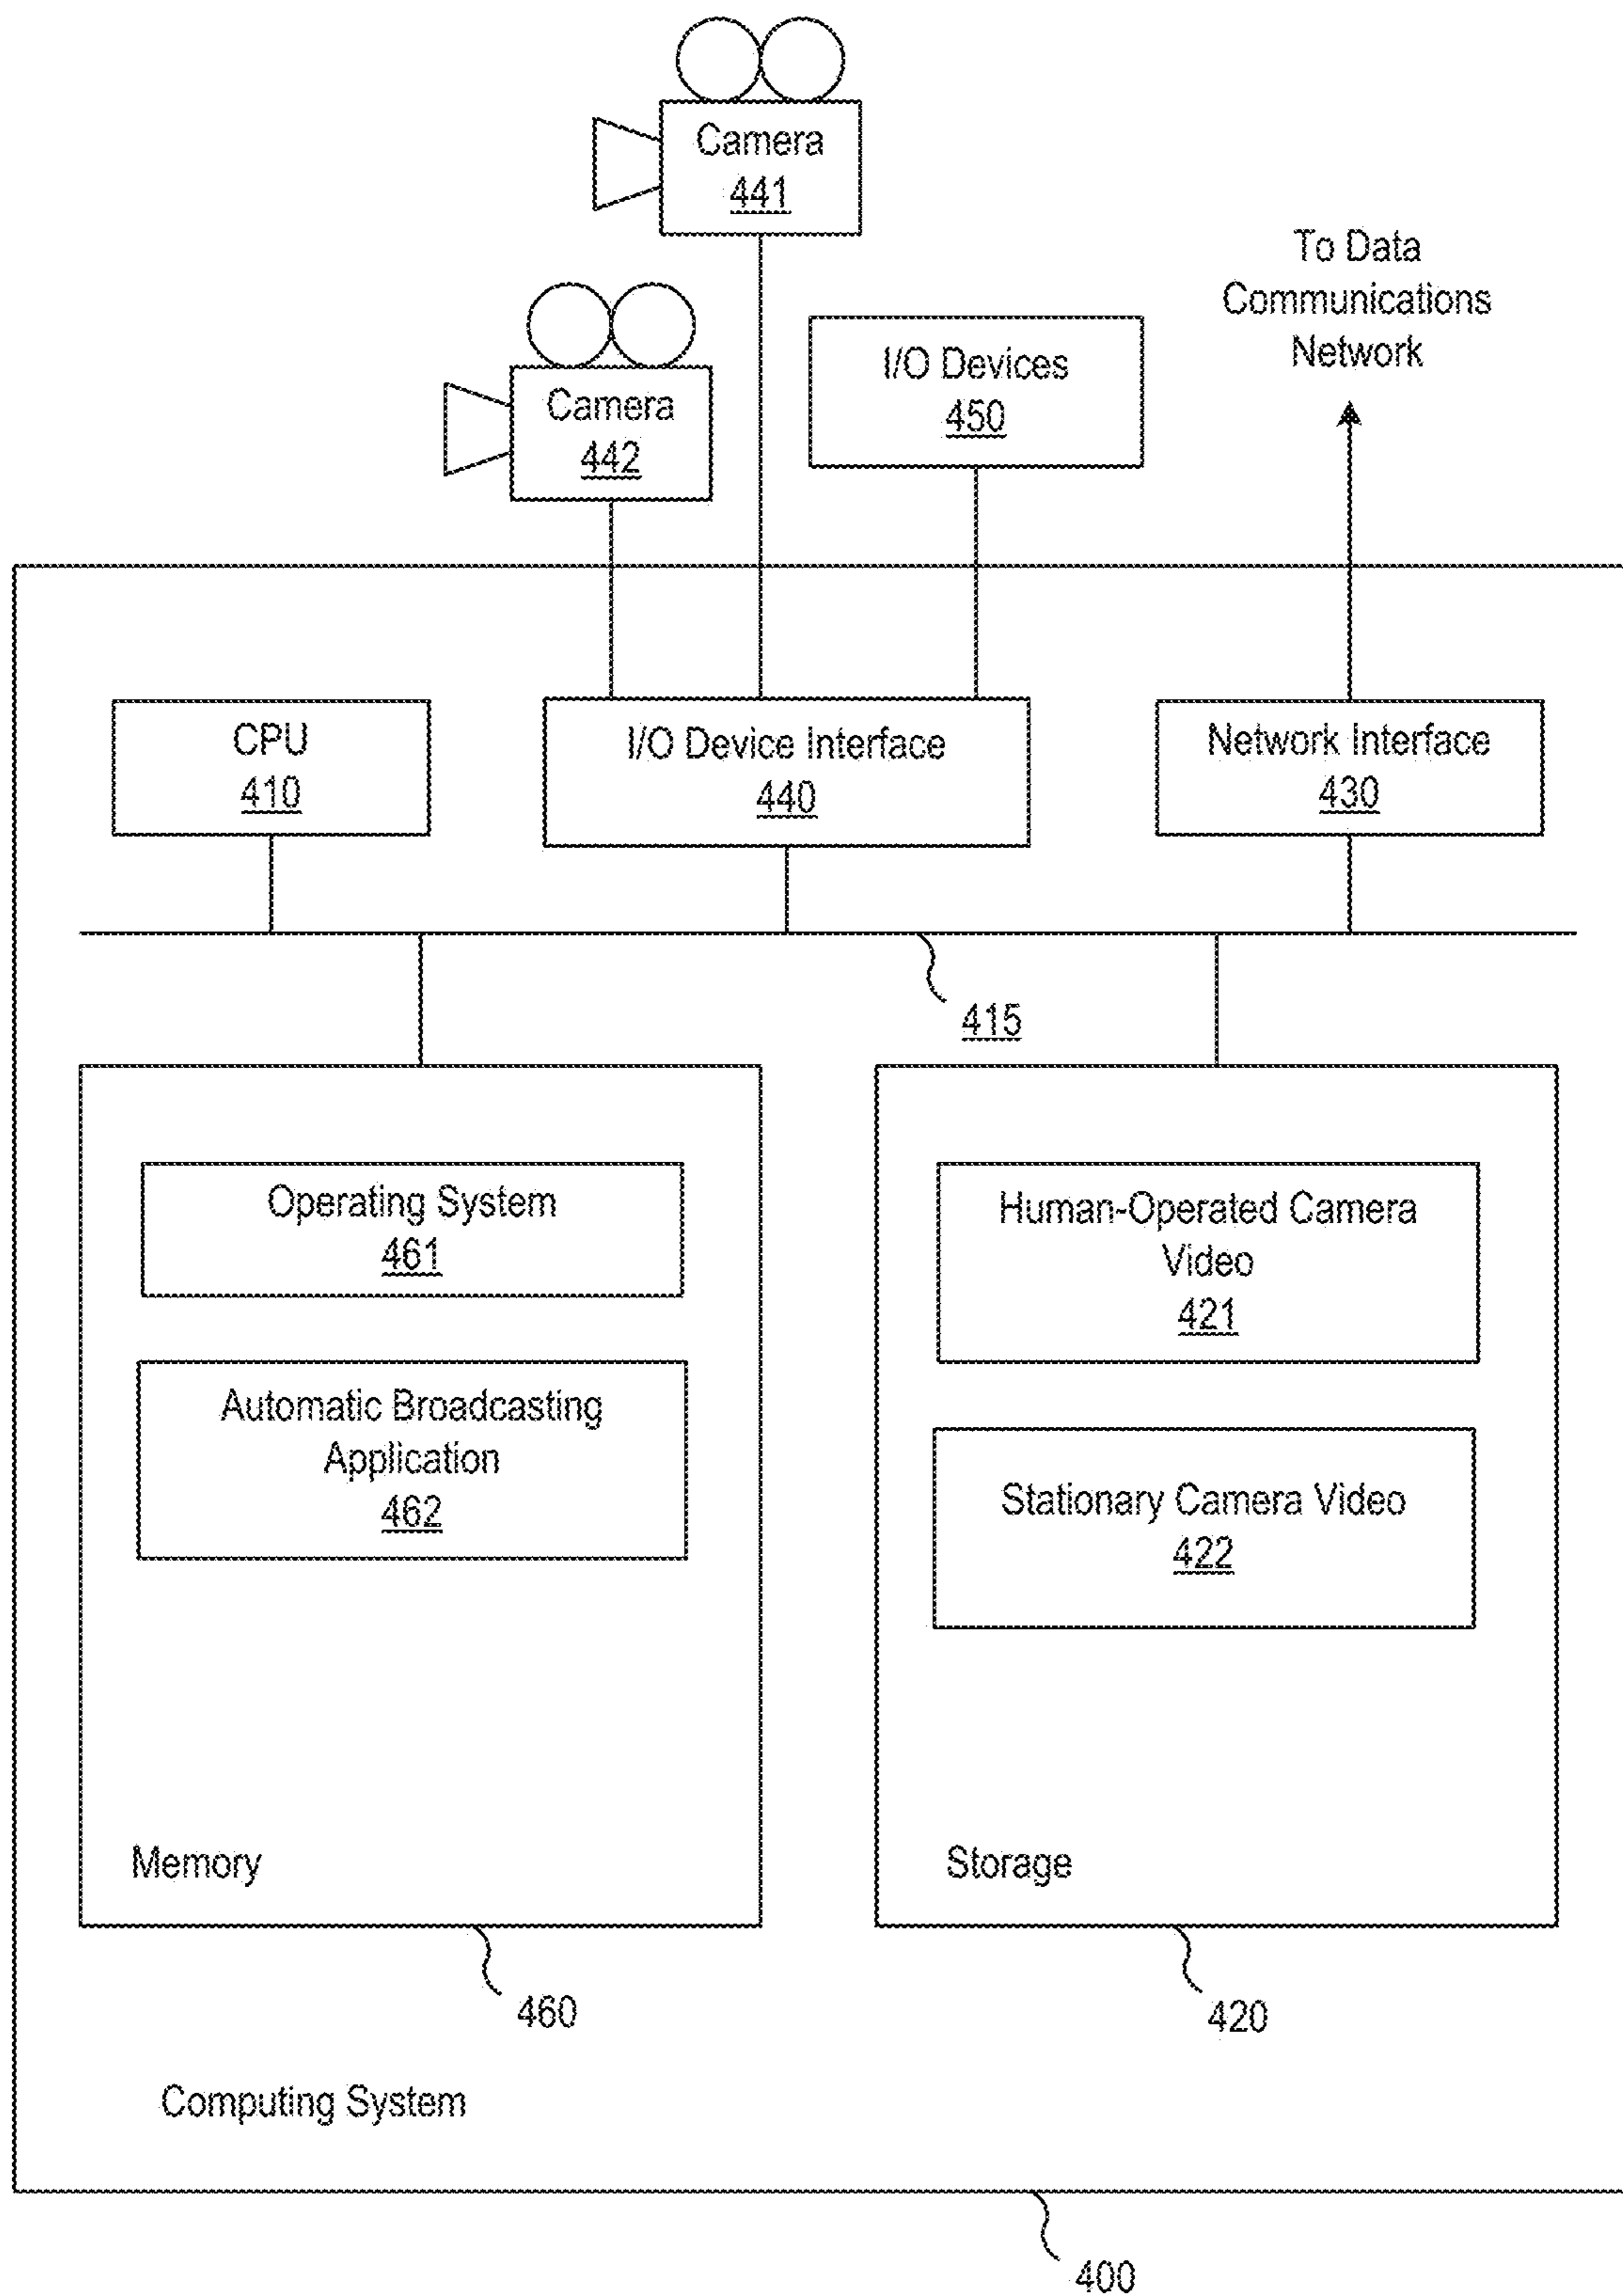 Camera
441
To Data
Communications
Network
Camera
442
I/O Devices
450
CPU
410
I/O Device Interface
440
Network Interface
430
415
Operating System
461
Automatic Broadcasting
Application
462
Memory
460
Human-Operated Camera
Video
421
Stationary Camera Video
422
Storage
420
Computing System
400